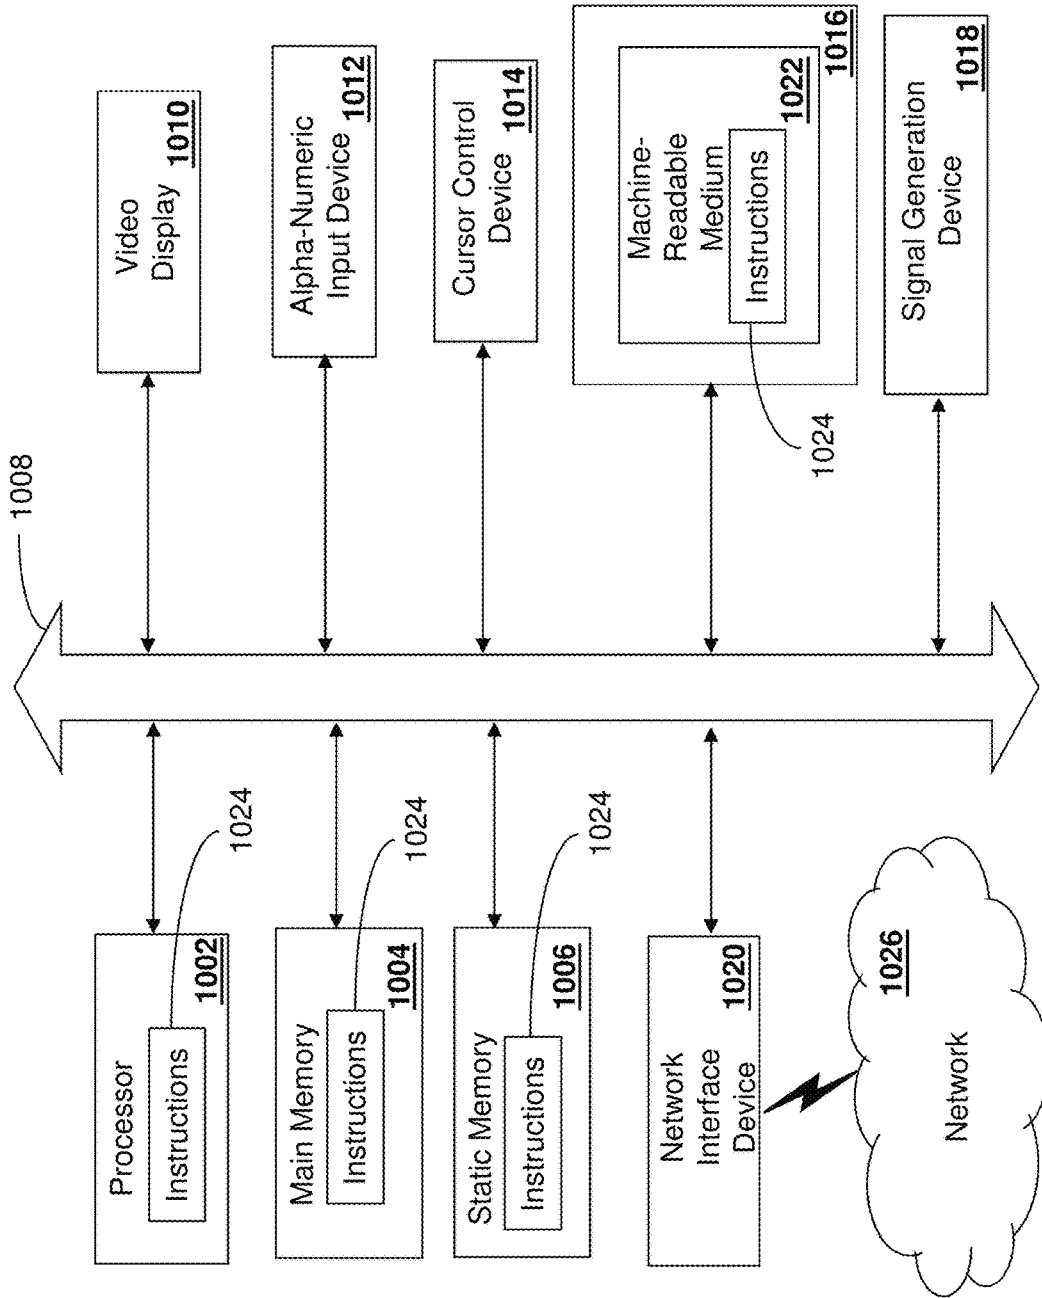 1008
Processor
Instructions
1002
1024
Main Memory
Instructions
1004
1024
Static Memory
Instructions
1006
1024
Network
Interface
Device
1020
Network
1026
Video
Display
1010
Alpha-Numeric
Input Device
1012
Cursor Control
Device
1014
Machine-
Readable
Medium
Instructions
1022
1016
1024
Signal Generation
Device
1018